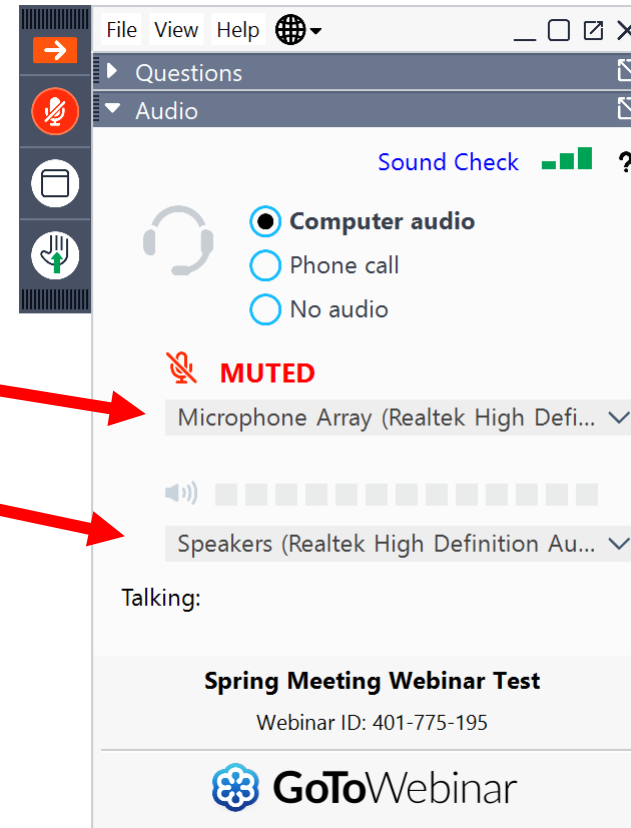 File View Help
Questions
Audio
Sound Check ?
Computer audio
Phone call
No audio
MUTED
Microphone Array (Realtek High Defi...
Speakers (Realtek High Definition Au...
Talking:
Spring Meeting Webinar Test
Webinar ID: 401-775-195
GoToWebinar